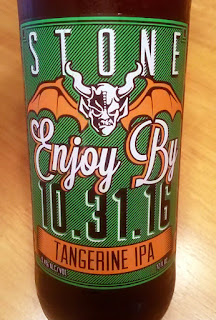 STONE
Enjoy By
10.31.16
TANGERINE IPA